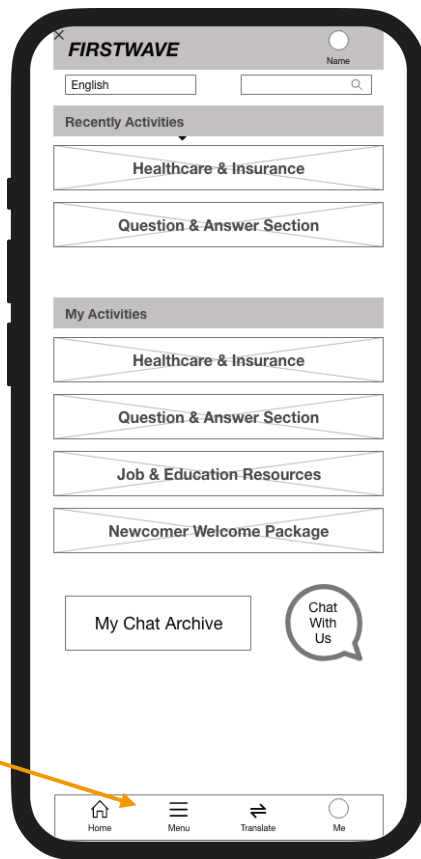 FIRSTWAVE
Name
English
Recently Activities
Healthcare & Insurance
Question & Answer Section
My Activities
Healthcare & Insurance
Question & Answer Section
Job & Education Resources
Newcomer Welcome Package
My Chat Archive
Chat
With
Us
Home
Menu
Translate
Me